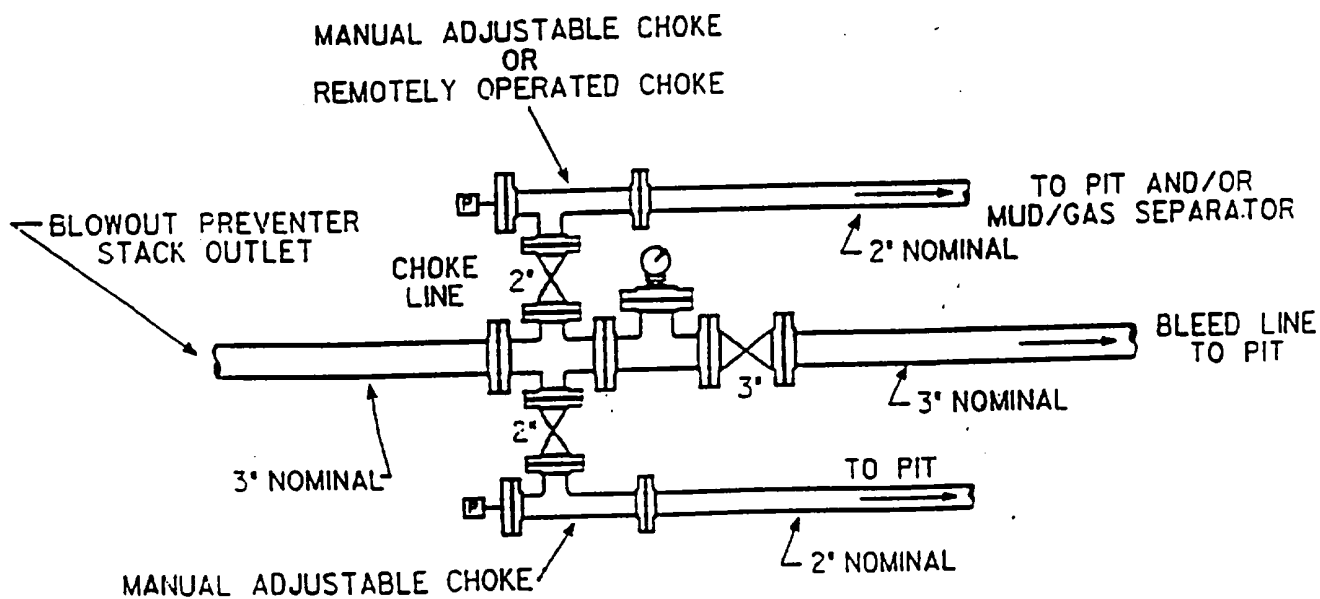 MANUAL ADJUSTABLE CHOKE
OR
REMOTELY OPERATED CHOKE
P
TO PIT AND/OR
MUD/GAS SEPARATOR
2" NOMINAL
BLOWOUT PREVENTER
STACK OUTLET
CHOKE
LINE
2"
BLEED LINE
TO PIT
3"
3" NOMINAL
2"
3" NOMINAL
TO PIT
P
2" NOMINAL
MANUAL ADJUSTABLE CHOKE